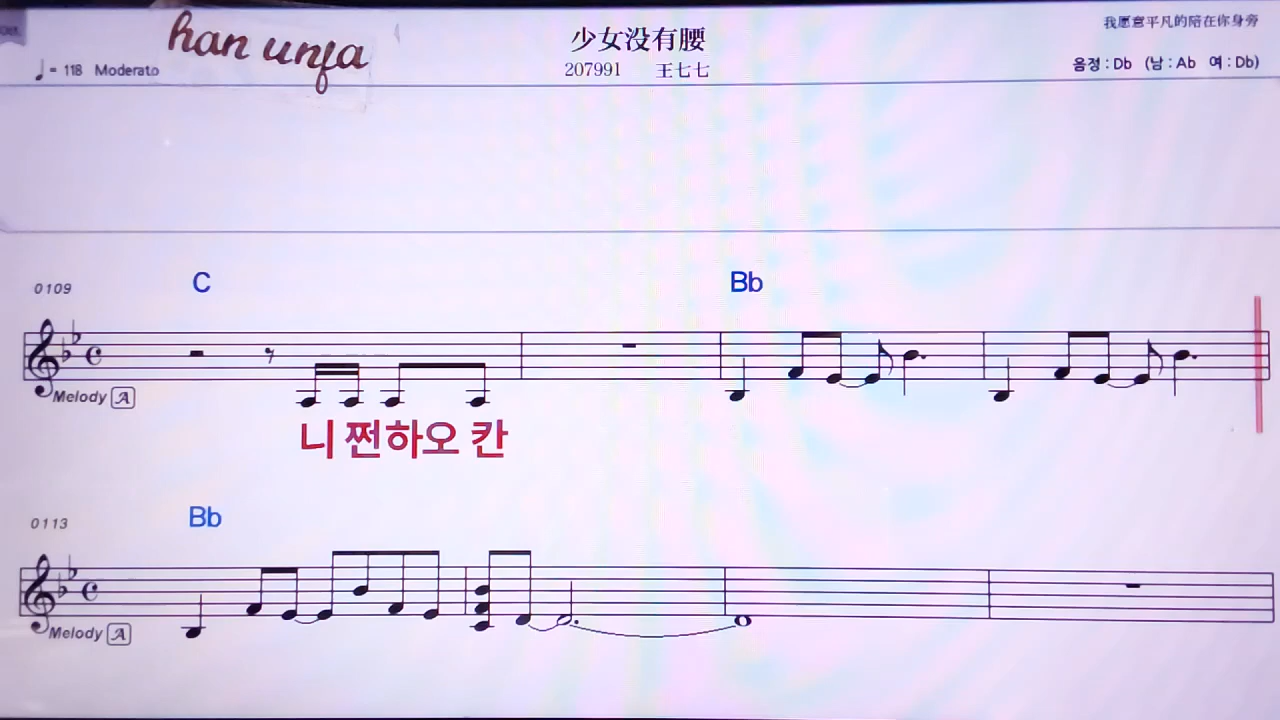 han unfa
少女没有腰
我愿意平凡的陪在你身旁
♩= 118 Moderato
207991 王七七
음정 : Db (남 : Ab 여 : Db)
0109
C
Bb
Melody A
니 쩐하오 칸
0113
Bb
Melody A